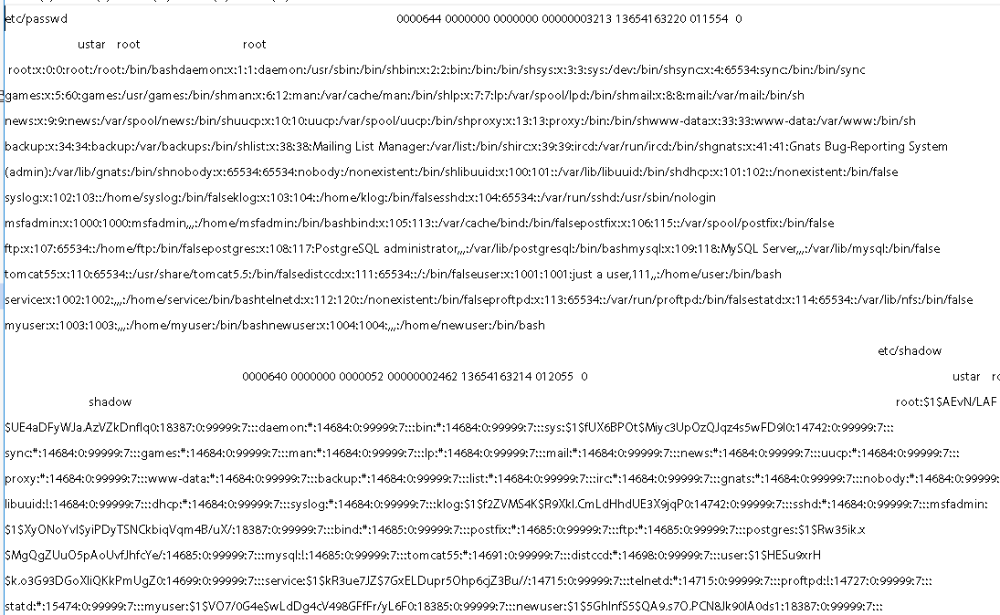 etc/passwd 0000644 0000000 0000000 00000003213 13654163220 011554 0
ustar root root
root:x:0:0:root:/root:/bin/bashdaemon:x:1:1:daemon:/usr/sbin:/bin/shbin:x:2:2:bin:/bin:/bin/shsys:x:3:3:sys:/dev:/bin/shsync:x:4:65534:sync:/bin:/bin/sync
games:x:5:60:games:/usr/games:/bin/shman:x:6:12:man:/var/cache/man:/bin/shlp:x:7:7:lp:/var/spool/lpd:/bin/shmail:x:8:8:mail:/var/mail:/bin/sh
news:x:9:9:news:/var/spool/news:/bin/shuucp:x:10:10:uucp:/var/spool/uucp:/bin/shproxy:x:13:13:proxy:/bin:/bin/shwww-data:x:33:33:www-data:/var/www:/bin/sh
backup:x:34:34:backup:/var/backups:/bin/shlist:x:38:38:Mailing List Manager:/var/list:/bin/shirc:x:39:39:ircd:/var/run/ircd:/bin/shgnats:x:41:41:Gnats Bug-Reporting System
(admin):/var/lib/gnats:/bin/shnobody:x:65534:65534:nobody:/nonexistent:/bin/shlibuuid:x:100:101::/var/lib/libuuid:/bin/shdhcp:x:101:102::/nonexistent:/bin/false
syslog:x:102:103::/home/syslog:/bin/falseklog:x:103:104::/home/klog:/bin/falsesshd:x:104:65534::/var/run/sshd:/usr/sbin/nologin
msfadmin:x:1000:1000:msfadmin,,,:/home/msfadmin:/bin/bashbind:x:105:113::/var/cache/bind:/bin/falsepostfix:x:106:115::/var/spool/postfix:/bin/false
ftp:x:107:65534::/home/ftp:/bin/falsepostgres:x:108:117:PostgreSQL administrator,,,:/var/lib/postgresql:/bin/bashmysql:x:109:118:MySQL Server,,,:/var/lib/mysql:/bin/false
tomcat55:x:110:65534::/usr/share/tomcat5.5:/bin/falsedistccd:x:111:65534::/:/bin/falseuser:x:1001:1001:just a user,111,,:/home/user:/bin/bash
service:x:1002:1002:,,,:/home/service:/bin/bashtelnetd:x:112:120::/nonexistent:/bin/falseproftpd:x:113:65534::/var/run/proftpd:/bin/falsestatd:x:114:65534::/var/lib/nfs:/bin/false
myuser:x:1003:1003:,,,:/home/myuser:/bin/bashnewuser:x:1004:1004:,,,:/home/newuser:/bin/bash
etc/shadow
0000640 0000000 0000052 00000002462 13654163214 012055 0 ustar
shadow root:$1$AEvN/LAF
$UE4aDFyWJa.AzVZkDnflq0:18387:0:99999:7:::daemon:*:14684:0:99999:7:::bin:*:14684:0:99999:7:::sys:$1$fUX6BPOt$Miyc3UpOzQJqz4s5wFD9l0:14742:0:99999:7:::
sync:*:14684:0:99999:7:::games:*:14684:0:99999:7:::man:*:14684:0:99999:7:::lp:*:14684:0:99999:7:::mail:*:14684:0:99999:7:::news:*:14684:0:99999:7:::uucp:*:14684:0:99999:7:::
proxy:*:14684:0:99999:7:::www-data:*:14684:0:99999:7:::backup:*:14684:0:99999:7:::list:*:14684:0:99999:7:::irc:*:14684:0:99999:7:::gnats:*:14684:0:99999:7:::nobody:*:14684:0:99999:
libuuid:!:14684:0:99999:7:::dhcp:*:14684:0:99999:7:::syslog:*:14684:0:99999:7:::klog:$1$f2ZVMS4K$R9XkI.CmLdHhdUE3X9jqP0:14742:0:99999:7:::sshd:*:14684:0:99999:7:::msfadmin:
$1$XyONoYvI$yiPDyTSNCkbiqVqm4B/uX/:18387:0:99999:7:::bind:*:14685:0:99999:7:::postfix:*:14685:0:99999:7:::ftp:*:14685:0:99999:7:::postgres:$1$Rw35ik.x
$MgQgZUuO5pAoUvfJhfcYe/:14685:0:99999:7:::mysql:!:14685:0:99999:7:::tomcat55:*:14691:0:99999:7:::distccd:*:14698:0:99999:7:::user:$1$HESu9xrH
$k.o3G93DGoXIiQKkPmUgZ0:14699:0:99999:7:::service:$1$kR3ue7JZ$7GxELDupr5Ohp6cjZ3Bu//:14715:0:99999:7:::telnetd:*:14715:0:99999:7:::proftpd:!:14727:0:99999:7:::
statd:*:15474:0:99999:7:::myuser:$1$VO7/0G4e$wLdDg4cV498GFfFr/yL6F0:18385:0:99999:7:::newuser:$1$5GhInfS5$QA9.s7O.PCN8Jk90lA0ds1:18387:0:99999:7:::